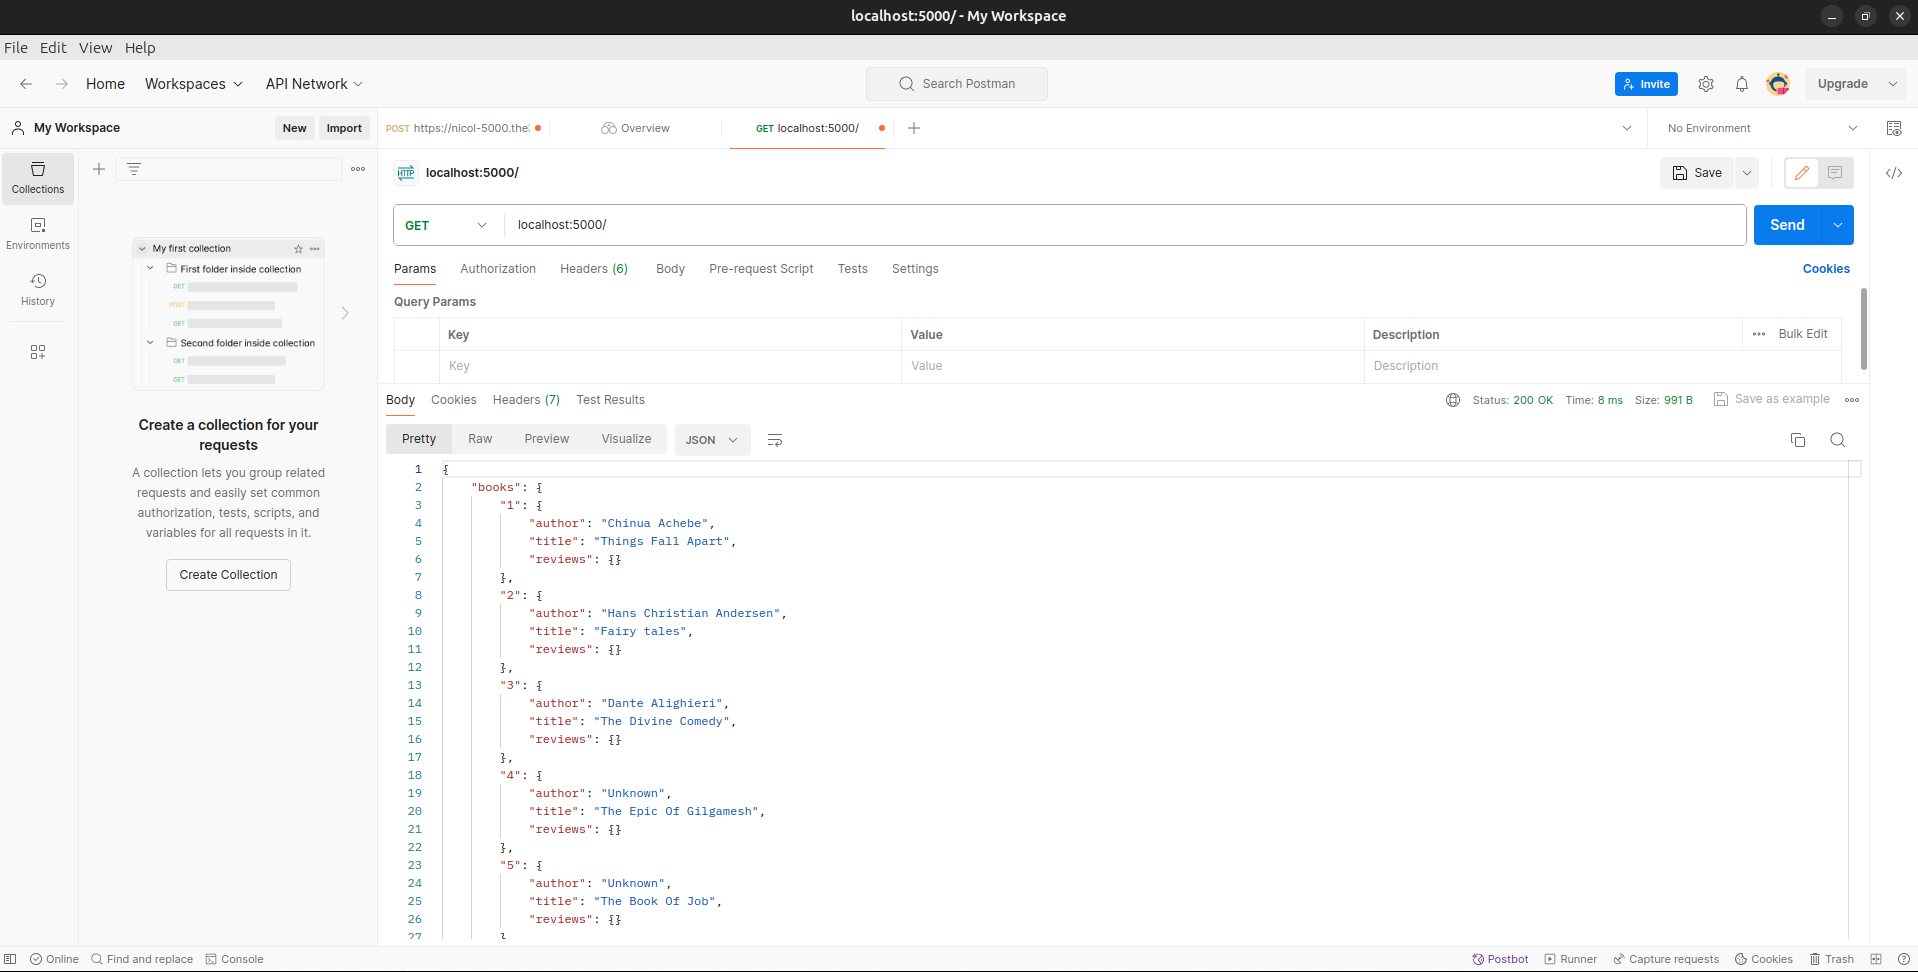 localhost:5000/ - My Workspace
File Edit View Help
Home Workspaces API Network Search Postman Invite Upgrade
My Workspace New Import POST https://nicol-5000.the Overview GET localhost:5000/ No Environment
Collections
Environments
History
My first collection
First folder inside collection
GET
POST
GET
Second folder inside collection
GET
GET
Create a collection for your
requests
A collection lets you group related
requests and easily set common
authorization, tests, scripts, and
variables for all requests in it.
Create Collection
HTTP localhost:5000/ Save
GET localhost:5000/ Send
Params Authorization Headers (6) Body Pre-request Script Tests Settings Cookies
Query Params
Key Value Description Bulk Edit
Key Value Description
Body Cookies Headers (7) Test Results Status: 200 OK Time: 8 ms Size: 991 B Save as example
Pretty Raw Preview Visualize JSON
1 {
2 "books": {
3 "1": {
4 "author": "Chinua Achebe",
5 "title": "Things Fall Apart",
6 "reviews": {}
7 },
8 "2": {
9 "author": "Hans Christian Andersen",
10 "title": "Fairy tales",
11 "reviews": {}
12 },
13 "3": {
14 "author": "Dante Alighieri",
15 "title": "The Divine Comedy",
16 "reviews": {}
17 },
18 "4": {
19 "author": "Unknown",
20 "title": "The Epic Of Gilgamesh",
21 "reviews": {}
22 },
23 "5": {
24 "author": "Unknown",
25 "title": "The Book Of Job",
26 "reviews": {}
27 }
Online Find and replace Console Postbot Runner Capture requests Cookies Trash